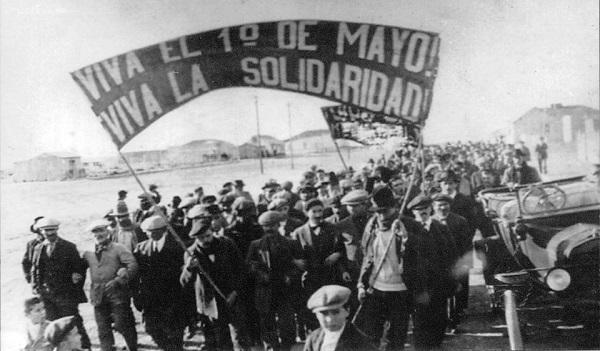 VIVA EL 1º DE MAYO!
VIVA LA SOLIDARIDAD!